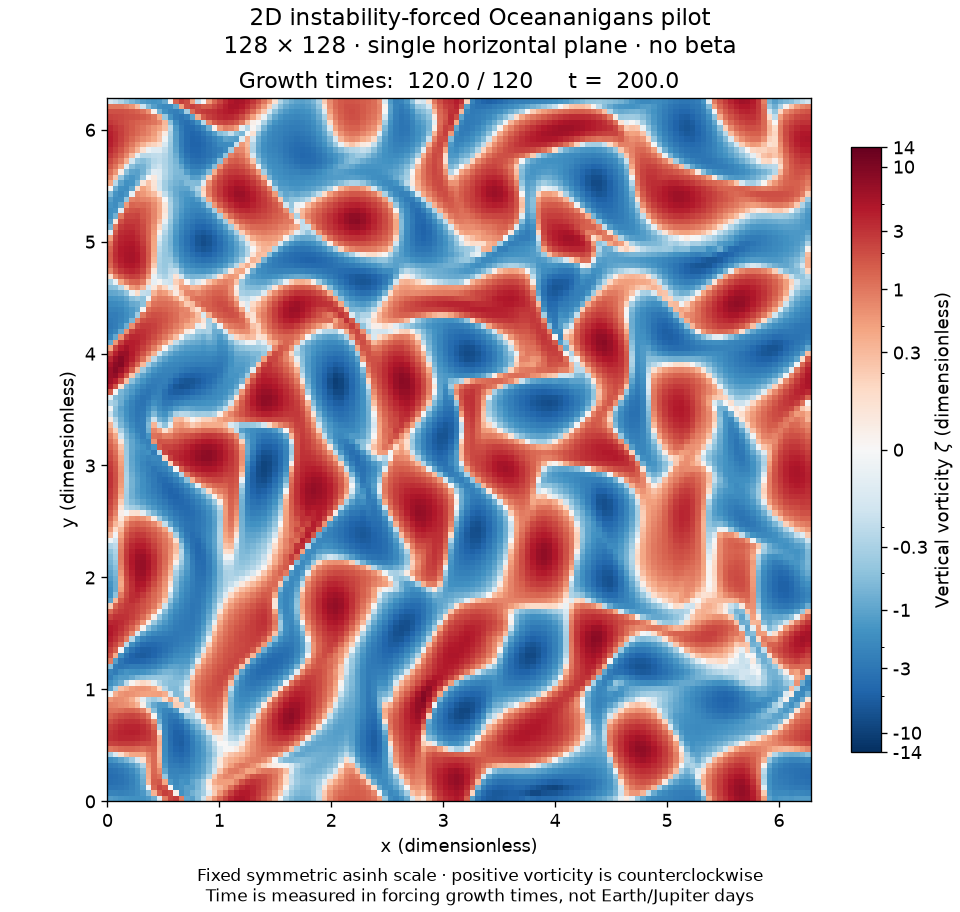 2D instability-forced Oceananigans pilot
128 × 128 · single horizontal plane · no beta
Growth times:  120.0 / 120     t =  200.0
14
10
3
1
0.3
0
-0.3
-1
-3
-10
-14
Vertical vorticity ζ (dimensionless)
6
5
4
3
2
1
0
y (dimensionless)
0 1 2 3 4 5 6
x (dimensionless)
Fixed symmetric asinh scale · positive vorticity is counterclockwise
Time is measured in forcing growth times, not Earth/Jupiter days